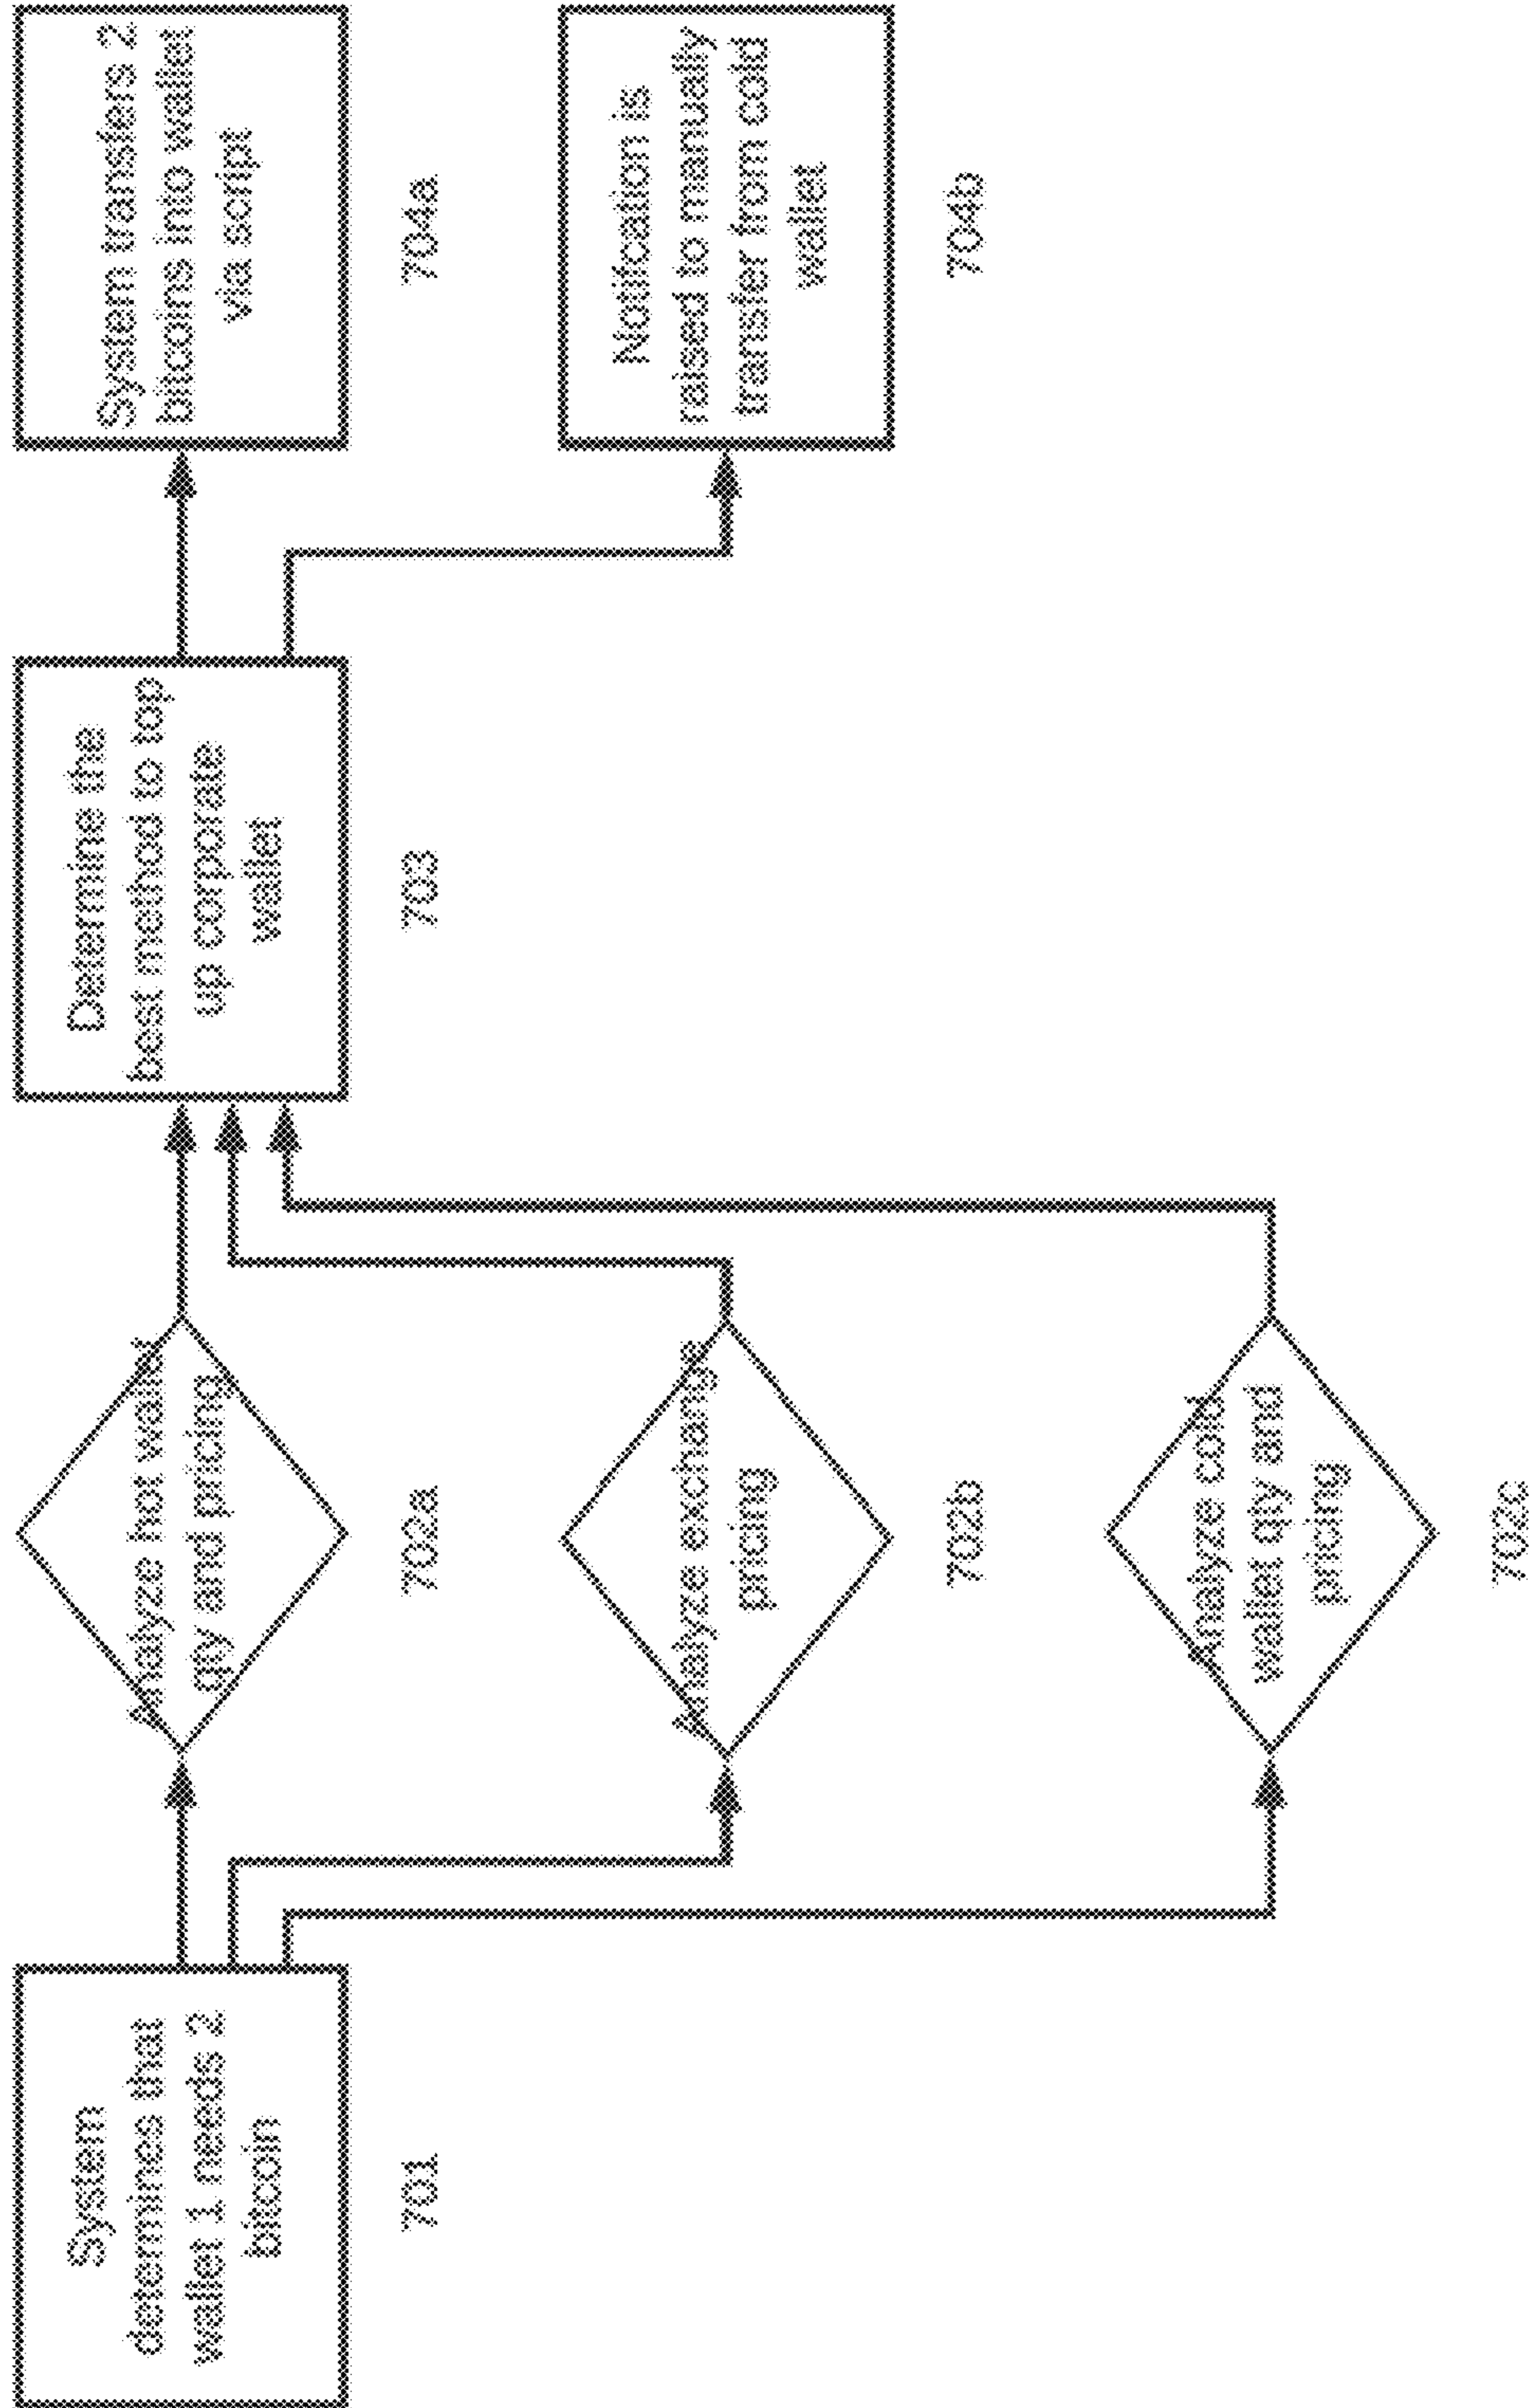 System
determines that
wallet 1 needs 2
bitcoin
701
Analyze hot wallet
qty and pricing
702a
Analyze exchange
pricing
702b
Analyze cold
wallet qty and
pricing
702c
Determine the
best method to top
up corporate
wallet
703
System transfers 2
bitcoins into wallet
via script
704a
Notifcation is
raised to manually
transfer from cold
wallet
704b